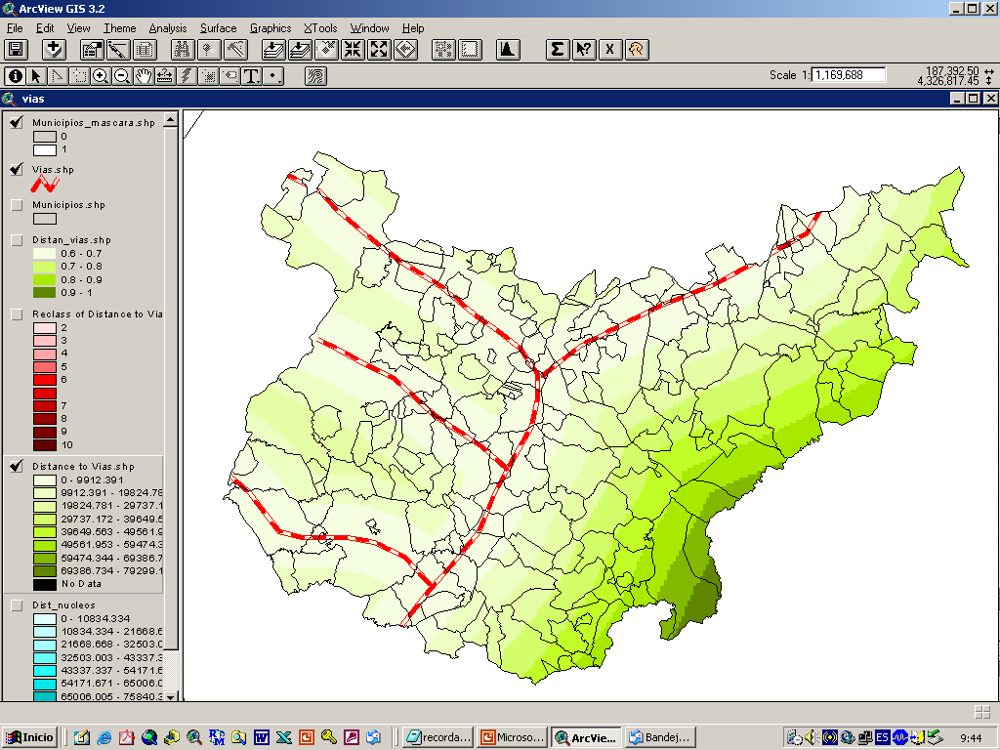 ArcView GIS 3.2
File Edit View Theme Analysis Surface Graphics XTools Window Help
Scale 1: 1,169,688
187,392.50
4,326,817.45
vias
Municipios_mascara.shp
0
1
Vias.shp
Municipios.shp
Distan_vias.shp
0.6 - 0.7
0.7 - 0.8
0.8 - 0.9
0.9 - 1
Reclass of Distance to Via
2
3
4
5
6
7
8
9
10
Distance to Vias.shp
0 - 9912.391
9912.391 - 19824.78
19824.781 - 29737.1
29737.172 - 39649.5
39649.563 - 49561.9
49561.953 - 59474.3
59474.344 - 69386.7
69386.734 - 79299.1
No Data
Dist_nucleos
0 - 10834.334
10834.334 - 21668.6
21668.668 - 32503.0
32503.003 - 43337.3
43337.337 - 54171.6
54171.671 - 65006.0
65006.005 - 75840.3
Inicio recorda... Microso... ArcVie... Bandej... ES 9:44